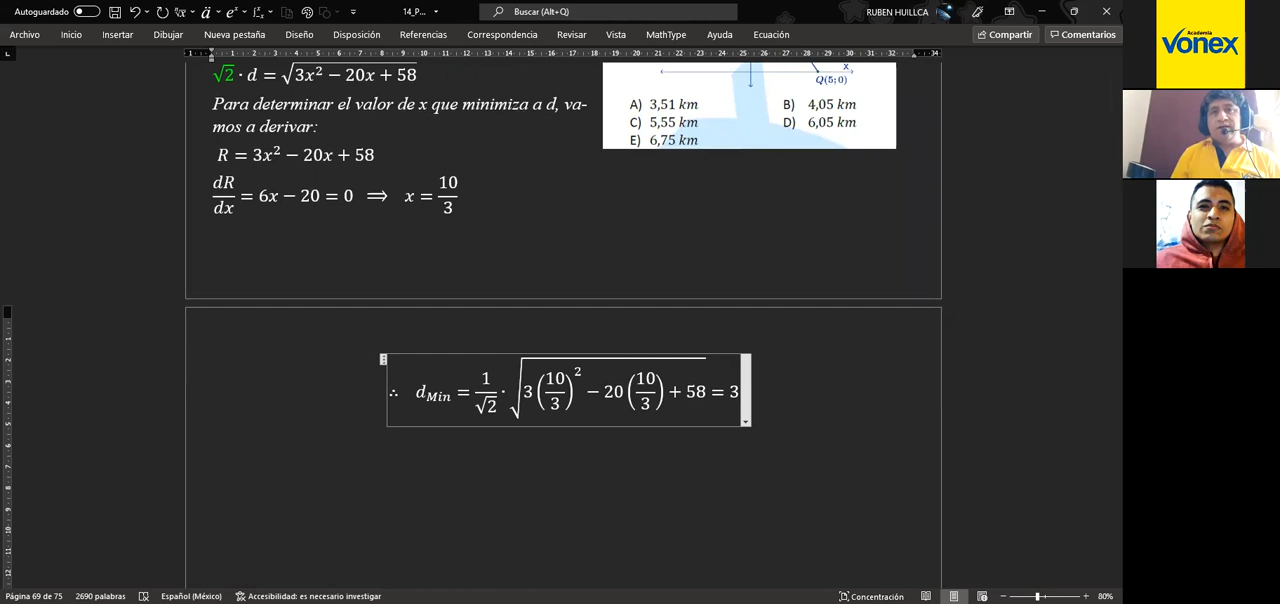 Autoguardado
14_P...
Buscar (Alt+Q)
RUBEN HUILLCA
Archivo Inicio Insertar Dibujar Nueva pestaña Diseño Disposición Referencias Correspondencia Revisar Vista MathType Ayuda Ecuación
Compartir Comentarios
Academia
Vonex
√2 · d = √(3x² − 20x + 58)
Para determinar el valor de x que minimiza a d, va-
mos a derivar:
R = 3x² − 20x + 58
dR/dx = 6x − 20 = 0 ⟹ x = 10/3
x
Q(5; 0)
A) 3,51 km B) 4,05 km
C) 5,55 km D) 6,05 km
E) 6,75 km
∴ d_Min = 1/√2 · √(3(10/3)² − 20(10/3) + 58) = 3
Página 69 de 75 2690 palabras Español (México) Accesibilidad: es necesario investigar
Concentración 80%